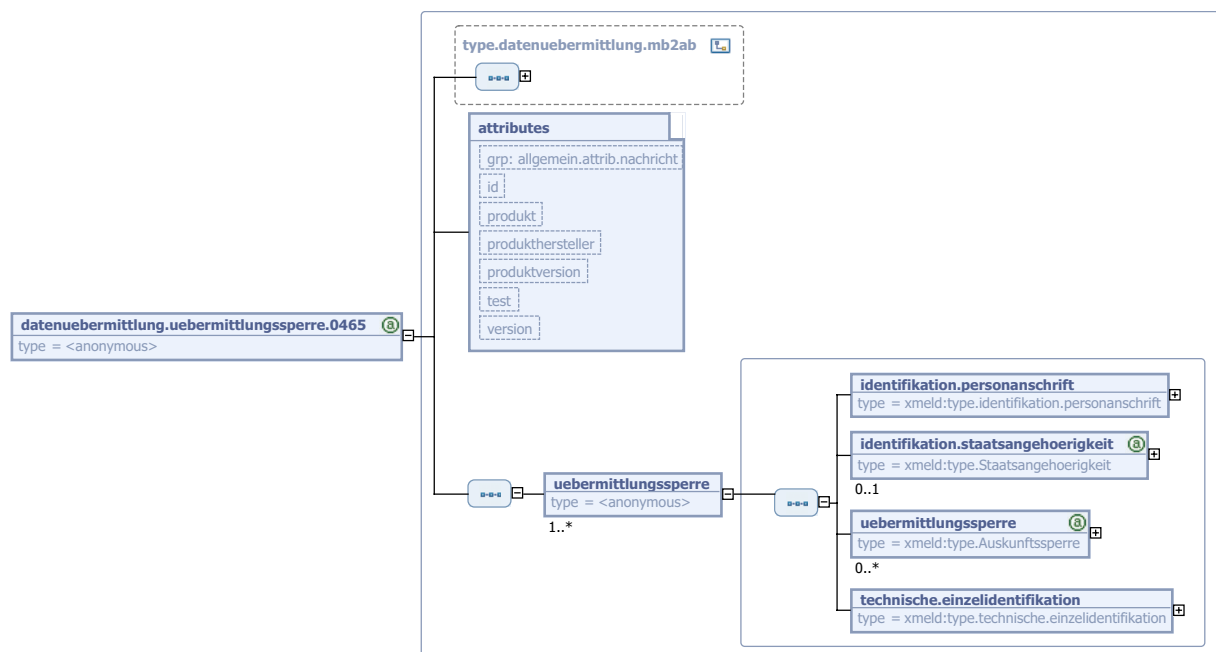 type.datenuebermittlung.mb2ab
attributes
grp: allgemein.attrib.nachricht
id
produkt
produkthersteller
produktversion
test
version
datenuebermittlung.uebermittlungssperre.0465
type = <anonymous>
uebermittlungssperre
type = <anonymous>
1..*
identifikation.personanschrift
type = xmeld:type.identifikation.personanschrift
identifikation.staatsangehoerigkeit
type = xmeld:type.Staatsangehoerigkeit
0..1
uebermittlungssperre
type = xmeld:type.Auskunftssperre
0..*
technische.einzelidentifikation
type = xmeld:type.technische.einzelidentifikation